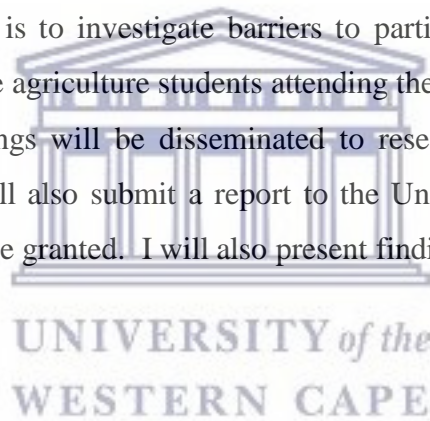 is to investigate barriers to parti
agriculture students attending the
ngs will be disseminated to rese
ll also submit a report to the Un
e granted. I will also present findi
UNIVERSITY of the
WESTERN CAPE